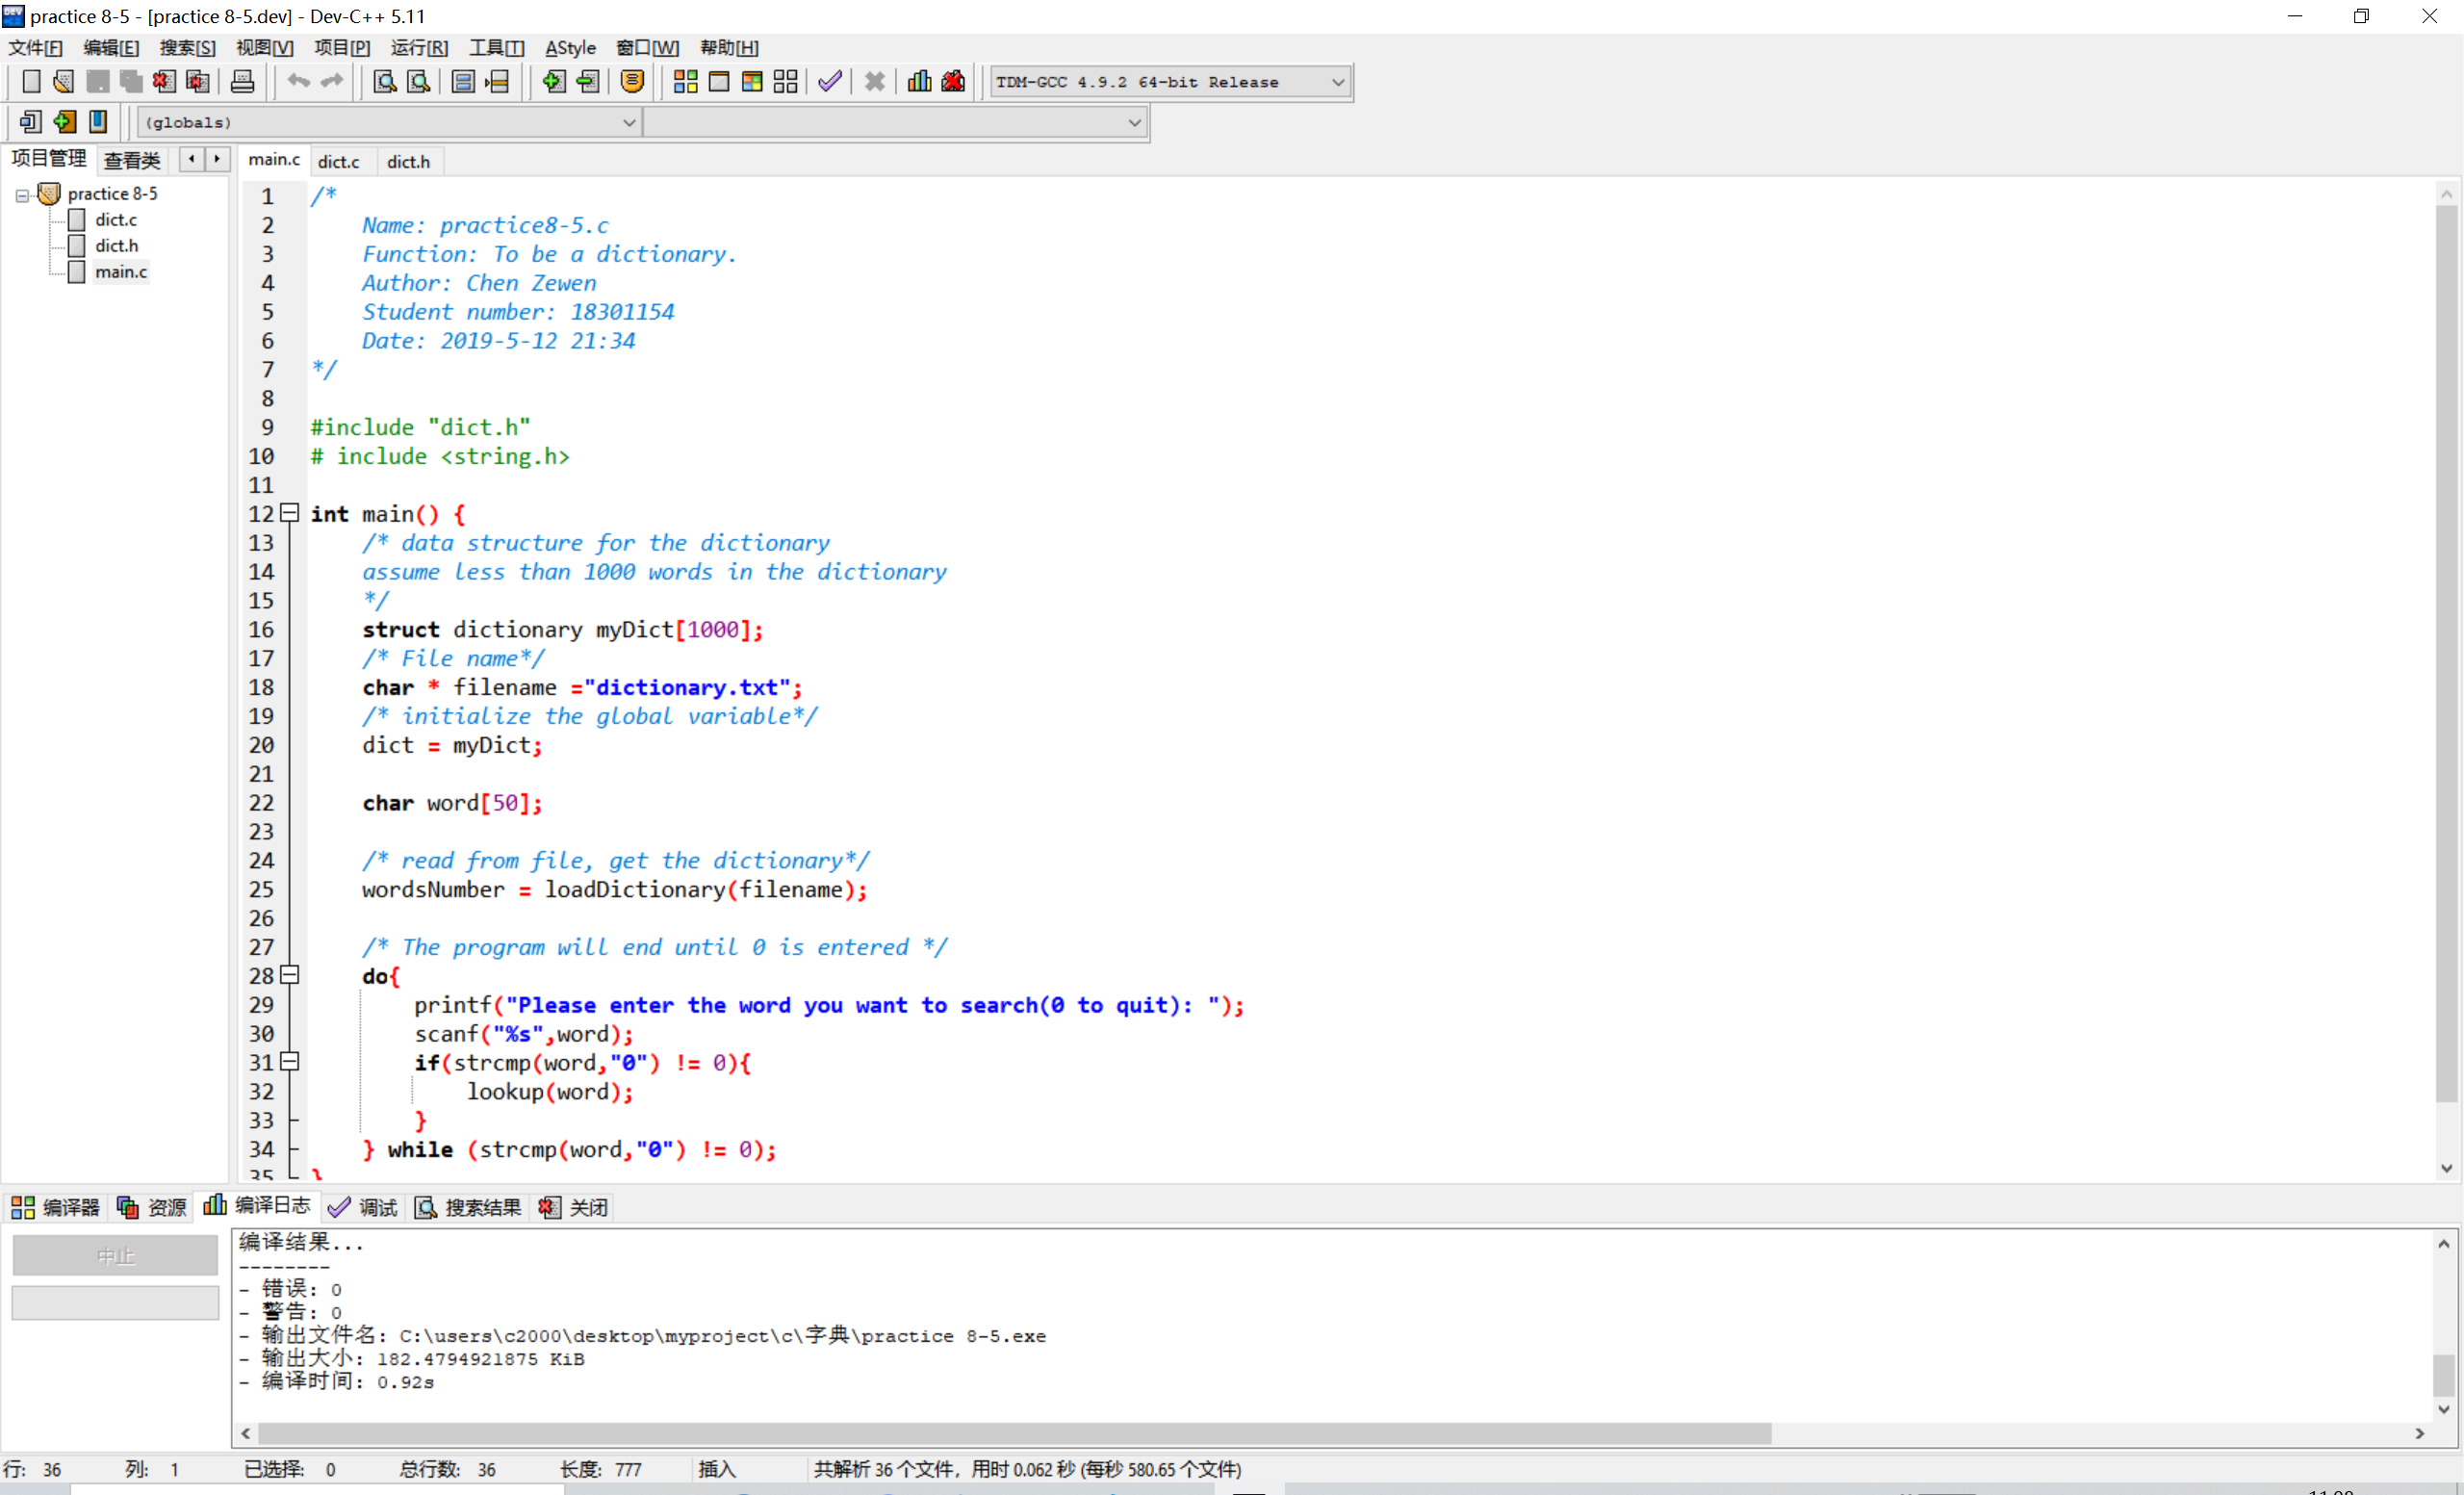 practice 8-5 - [practice 8-5.dev] - Dev-C++ 5.11
文件[F] 编辑[E] 搜索[S] 视图[V] 项目[P] 运行[R] 工具[T] AStyle 窗口[W] 帮助[H]
TDM-GCC 4.9.2 64-bit Release
(globals)
项目管理 查看类 main.c dict.c dict.h
practice 8-5
dict.c
dict.h
main.c
1 /*
2 Name: practice8-5.c
3 Function: To be a dictionary.
4 Author: Chen Zewen
5 Student number: 18301154
6 Date: 2019-5-12 21:34
7 */
8
9 #include "dict.h"
10 # include <string.h>
11
12 int main() {
13 /* data structure for the dictionary
14 assume less than 1000 words in the dictionary
15 */
16 struct dictionary myDict[1000];
17 /* File name*/
18 char * filename ="dictionary.txt";
19 /* initialize the global variable*/
20 dict = myDict;
21
22 char word[50];
23
24 /* read from file, get the dictionary*/
25 wordsNumber = loadDictionary(filename);
26
27 /* The program will end until 0 is entered */
28 do{
29 printf("Please enter the word you want to search(0 to quit): ");
30 scanf("%s",word);
31 if(strcmp(word,"0") != 0){
32 lookup(word);
33 }
34 } while (strcmp(word,"0") != 0);
35 }
编译器 资源 编译日志 调试 搜索结果 关闭
中止
编译结果...
--------
- 错误: 0
- 警告: 0
- 输出文件名: C:\users\c2000\desktop\myproject\c\字典\practice 8-5.exe
- 输出大小: 182.4794921875 KiB
- 编译时间: 0.92s
行: 36 列: 1 已选择: 0 总行数: 36 长度: 777 插入 共解析 36 个文件，用时 0.062 秒 (每秒 580.65 个文件)